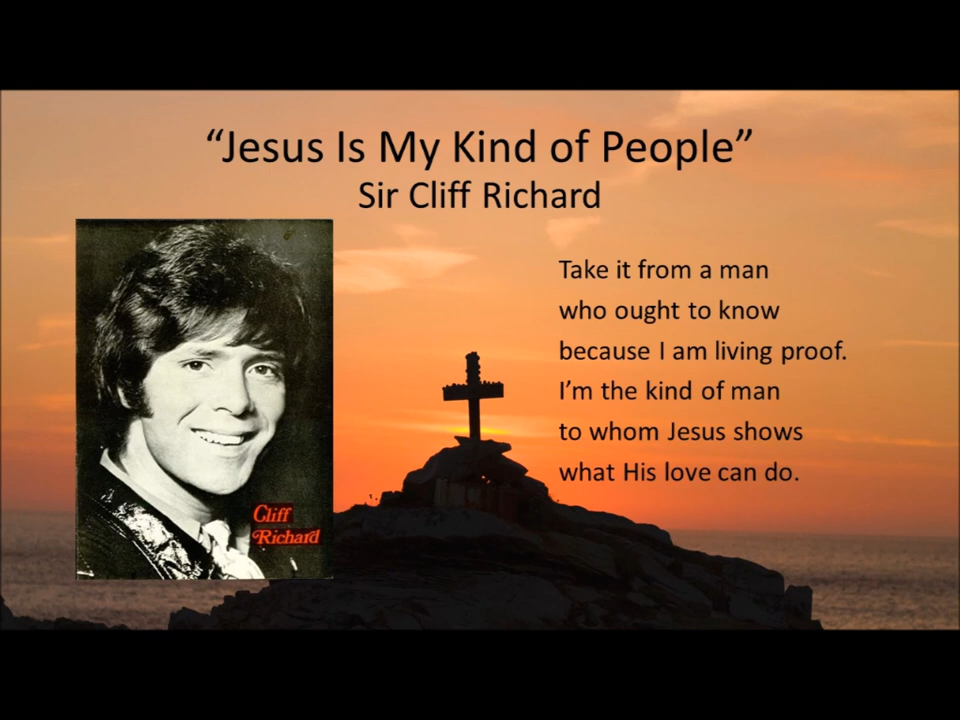 “Jesus Is My Kind of People”
Sir Cliff Richard
Take it from a man
who ought to know
because I am living proof.
I’m the kind of man
to whom Jesus shows
what His love can do.
Cliff
Richard